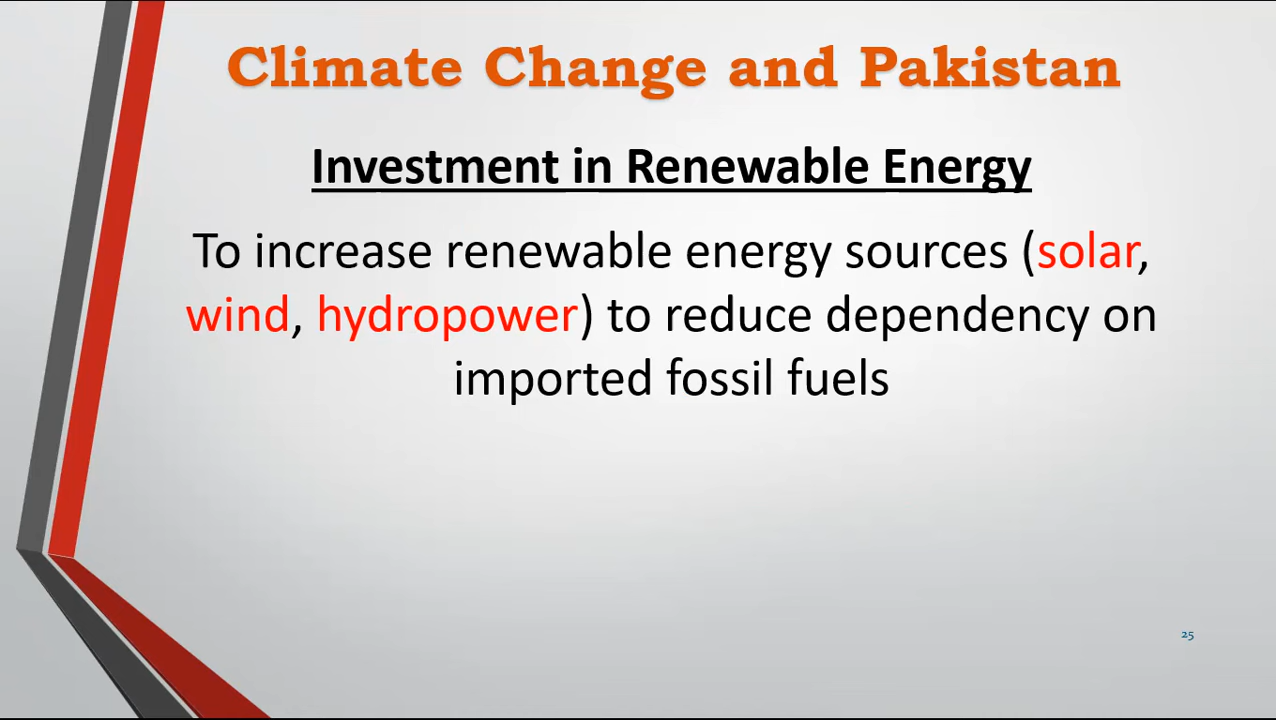 Climate Change and Pakistan
Investment in Renewable Energy
To increase renewable energy sources (solar,
wind, hydropower) to reduce dependency on
imported fossil fuels
25